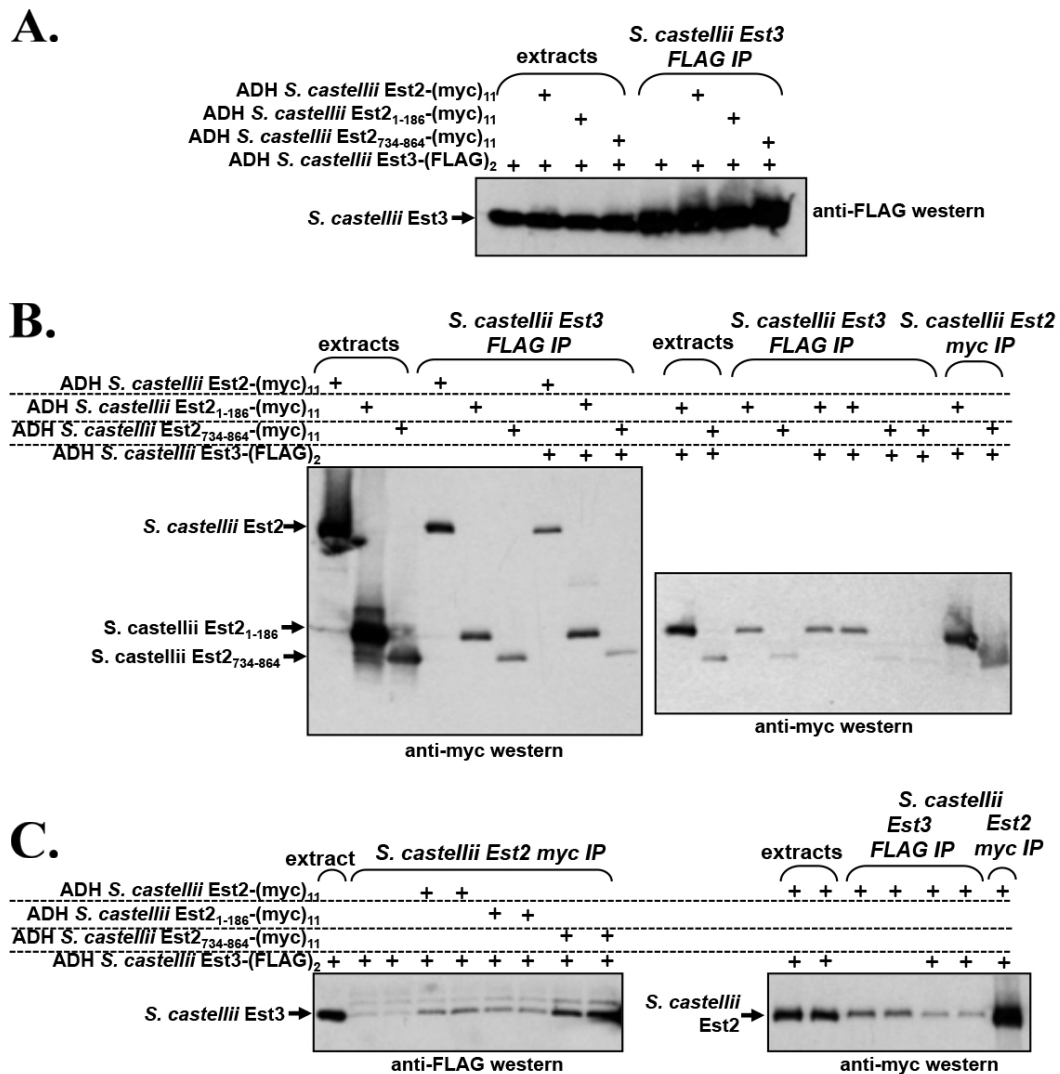 A.
S. castellii Est3
FLAG IP
extracts
ADH S. castellii Est2-(myc)11 + +
ADH S. castellii Est21-186-(myc)11 + +
ADH S. castellii Est2734-864-(myc)11 + +
ADH S. castellii Est3-(FLAG)2 + + + + + + + +
S. castellii Est3
anti-FLAG western
B.
extracts
S. castellii Est3
FLAG IP
extracts
S. castellii Est3
FLAG IP
S. castellii Est2
myc IP
ADH S. castellii Est2-(myc)11 + + +
ADH S. castellii Est21-186-(myc)11 + + + + + + + +
ADH S. castellii Est2734-864-(myc)11 + + + + + + + +
ADH S. castellii Est3-(FLAG)2 + + + + + + + + + + +
S. castellii Est2
S. castellii Est21-186
S. castellii Est2734-864
anti-myc western
anti-myc western
C.
extract
S. castellii Est2 myc IP
extracts
S. castellii
Est3
FLAG IP
Est2
myc IP
ADH S. castellii Est2-(myc)11 + + + + + + + + +
ADH S. castellii Est21-186-(myc)11 + +
ADH S. castellii Est2734-864-(myc)11 + +
ADH S. castellii Est3-(FLAG)2 + + + + + + + + + + + + + +
S. castellii Est3
S. castellii
Est2
anti-FLAG western
anti-myc western